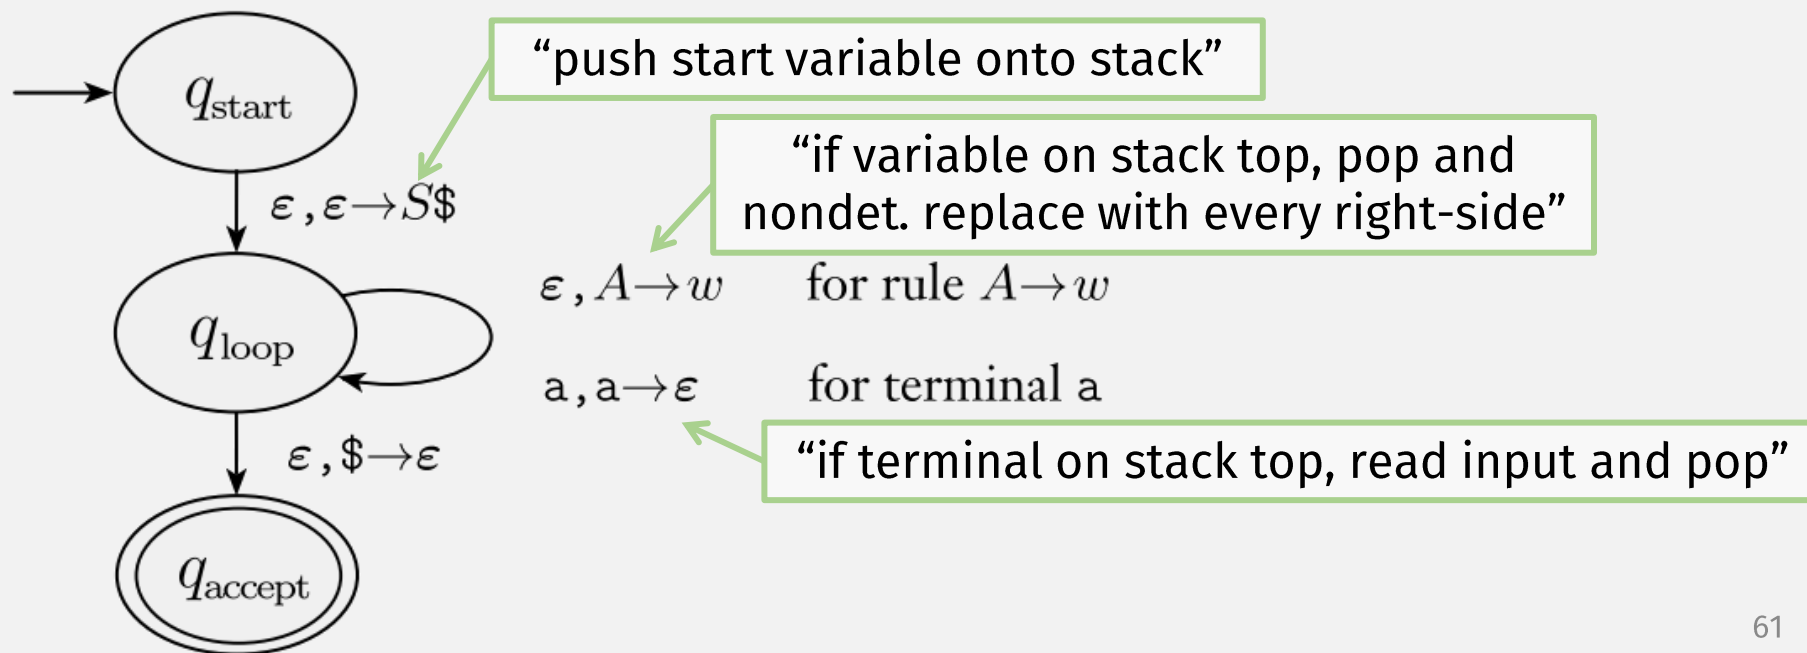 “push start variable onto stack”
q_start
“if variable on stack top, pop and
nondet. replace with every right-side”
ε,ε→S$
ε,A→w for rule A→w
q_loop
a,a→ε for terminal a
ε,$→ε
“if terminal on stack top, read input and pop”
q_accept
61